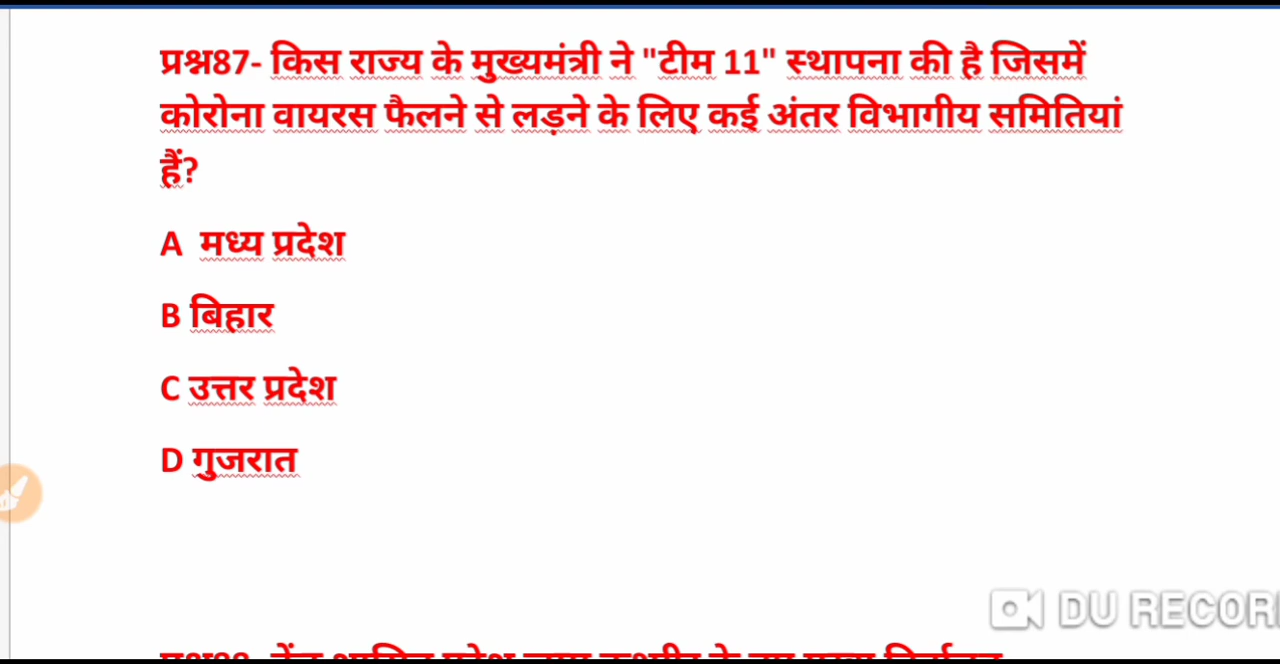 प्रश्न87- किस राज्य के मुख्यमंत्री ने "टीम 11" स्थापना की है जिसमें
कोरोना वायरस फैलने से लड़ने के लिए कई अंतर विभागीय समितियां
हैं?
A मध्य प्रदेश
B बिहार
C उत्तर प्रदेश
D गुजरात
DU RECOR